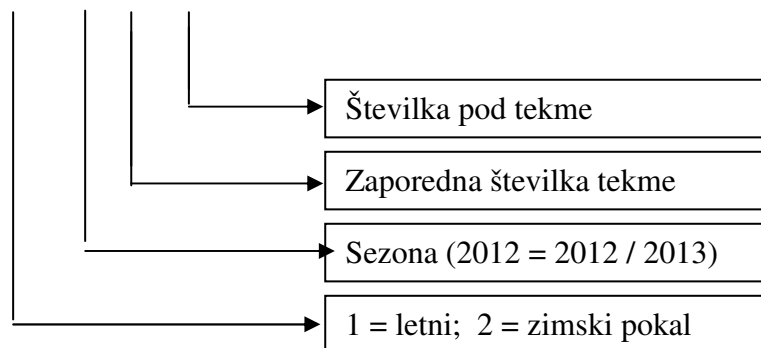 Številka pod tekme
Zaporedna številka tekme
Sezona (2012 = 2012 / 2013)
1 = letni; 2 = zimski pokal